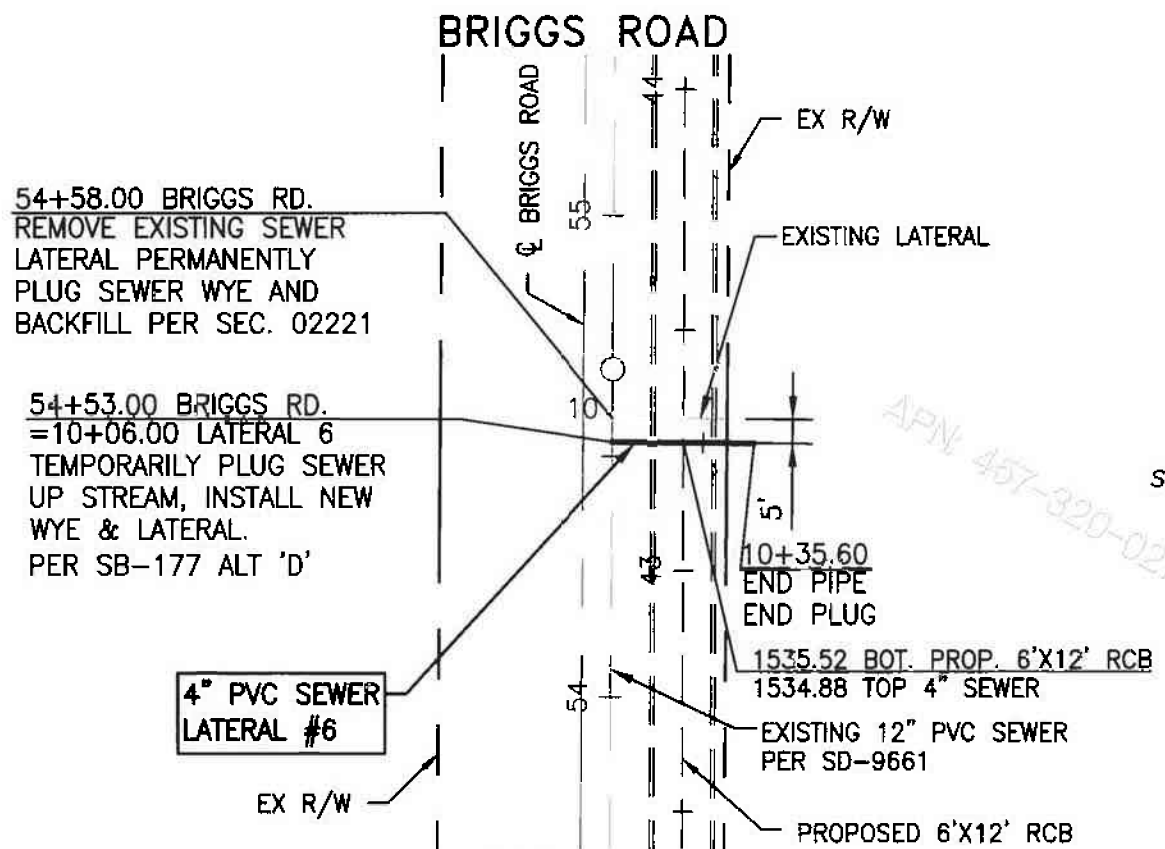 BRIGGS ROAD
℄ BRIGGS ROAD
44
EX R/W
54+58.00 BRIGGS RD.
REMOVE EXISTING SEWER
LATERAL PERMANENTLY
PLUG SEWER WYE AND
BACKFILL PER SEC. 02221
55
EXISTING LATERAL
54+53.00 BRIGGS RD.
=10+06.00 LATERAL 6
TEMPORARILY PLUG SEWER
UP STREAM, INSTALL NEW
WYE & LATERAL.
PER SB-177 ALT 'D'
10
APN: 457-320-02
S
5'
10+35.60
END PIPE
END PLUG
43
1535.52 BOT. PROP. 6'X12' RCB
1534.88 TOP 4" SEWER
4" PVC SEWER
LATERAL #6
54
EXISTING 12" PVC SEWER
PER SD-9661
EX R/W
PROPOSED 6'X12' RCB